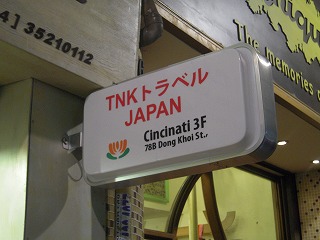 4] 35210112
The memories
TNKトラベル
JAPAN
Cincinati 3F
78B Dong Khoi St.,